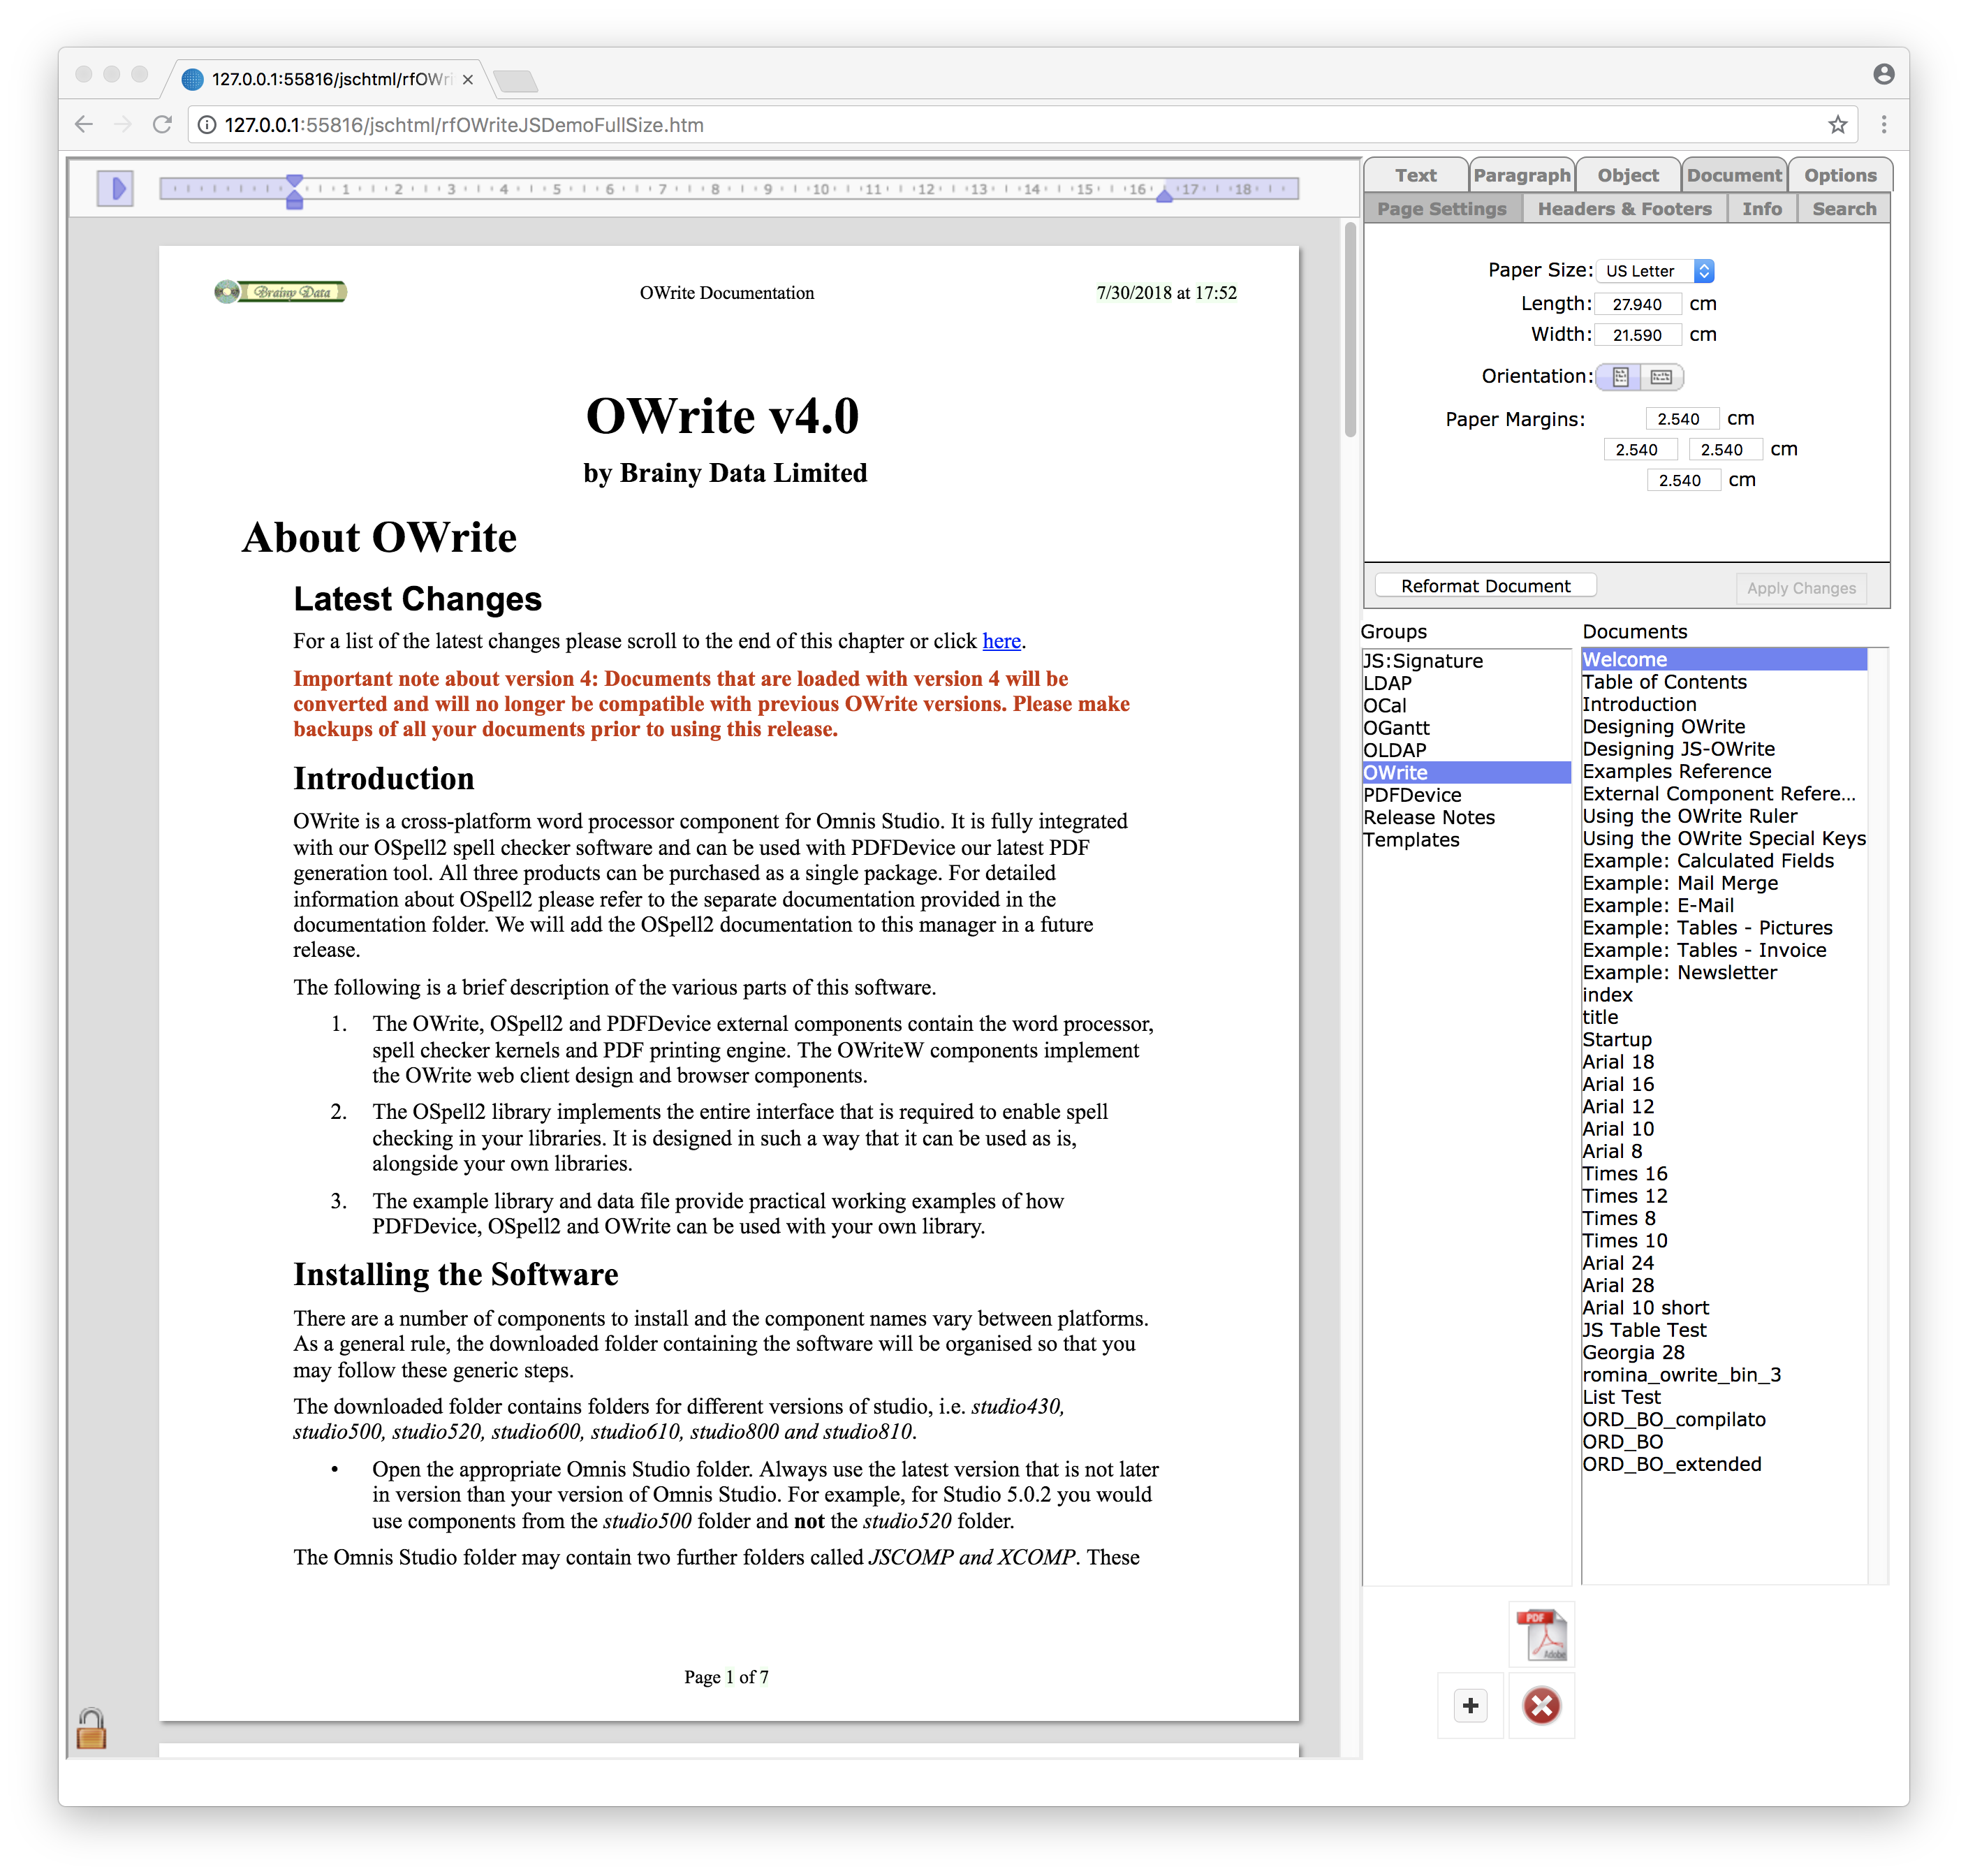 127.0.0.1:55816/jschtml/rfOWri
127.0.0.1:55816/jschtml/rfOWriteJSDemoFullSize.htm
1 2 3 4 5 6 7 8 9 10 11 12 13 14 15 16 17 18
Brainy Data
OWrite Documentation
7/30/2018 at 17:52
OWrite v4.0
by Brainy Data Limited
About OWrite
Latest Changes
For a list of the latest changes please scroll to the end of this chapter or click here.
Important note about version 4: Documents that are loaded with version 4 will be
converted and will no longer be compatible with previous OWrite versions. Please make
backups of all your documents prior to using this release.
Introduction
OWrite is a cross-platform word processor component for Omnis Studio. It is fully integrated
with our OSpell2 spell checker software and can be used with PDFDevice our latest PDF
generation tool. All three products can be purchased as a single package. For detailed
information about OSpell2 please refer to the separate documentation provided in the
documentation folder. We will add the OSpell2 documentation to this manager in a future
release.
The following is a brief description of the various parts of this software.
1. The OWrite, OSpell2 and PDFDevice external components contain the word processor,
spell checker kernels and PDF printing engine. The OWriteW components implement
the OWrite web client design and browser components.
2. The OSpell2 library implements the entire interface that is required to enable spell
checking in your libraries. It is designed in such a way that it can be used as is,
alongside your own libraries.
3. The example library and data file provide practical working examples of how
PDFDevice, OSpell2 and OWrite can be used with your own library.
Installing the Software
There are a number of components to install and the component names vary between platforms.
As a general rule, the downloaded folder containing the software will be organised so that you
may follow these generic steps.
The downloaded folder contains folders for different versions of studio, i.e. studio430,
studio500, studio520, studio600, studio610, studio800 and studio810.
• Open the appropriate Omnis Studio folder. Always use the latest version that is not later
in version than your version of Omnis Studio. For example, for Studio 5.0.2 you would
use components from the studio500 folder and not the studio520 folder.
The Omnis Studio folder may contain two further folders called JSCOMP and XCOMP. These
Page 1 of 7
Text Paragraph Object Document Options
Page Settings Headers & Footers Info Search
Paper Size: US Letter
Length: 27.940 cm
Width: 21.590 cm
Orientation:
Paper Margins: 2.540 cm
2.540 2.540 cm
2.540 cm
Reformat Document
Apply Changes
Groups
JS:Signature
LDAP
OCal
OGantt
OLDAP
OWrite
PDFDevice
Release Notes
Templates
Documents
Welcome
Table of Contents
Introduction
Designing OWrite
Designing JS-OWrite
Examples Reference
External Component Refere...
Using the OWrite Ruler
Using the OWrite Special Keys
Example: Calculated Fields
Example: Mail Merge
Example: E-Mail
Example: Tables - Pictures
Example: Tables - Invoice
Example: Newsletter
index
title
Startup
Arial 18
Arial 16
Arial 12
Arial 10
Arial 8
Times 16
Times 12
Times 8
Times 10
Arial 24
Arial 28
Arial 10 short
JS Table Test
Georgia 28
romina_owrite_bin_3
List Test
ORD_BO_compilato
ORD_BO
ORD_BO_extended
PDF
Adobe